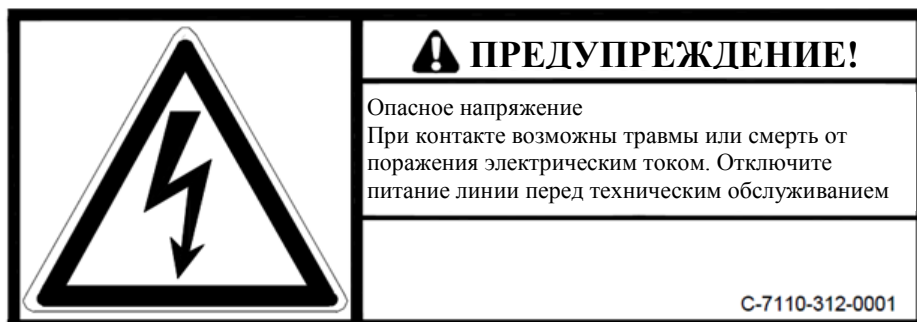 ПРЕДУПРЕЖДЕНИЕ!
Опасное напряжение
При контакте возможны травмы или смерть от
поражения электрическим током. Отключите
питание линии перед техническим обслуживанием
C-7110-312-0001